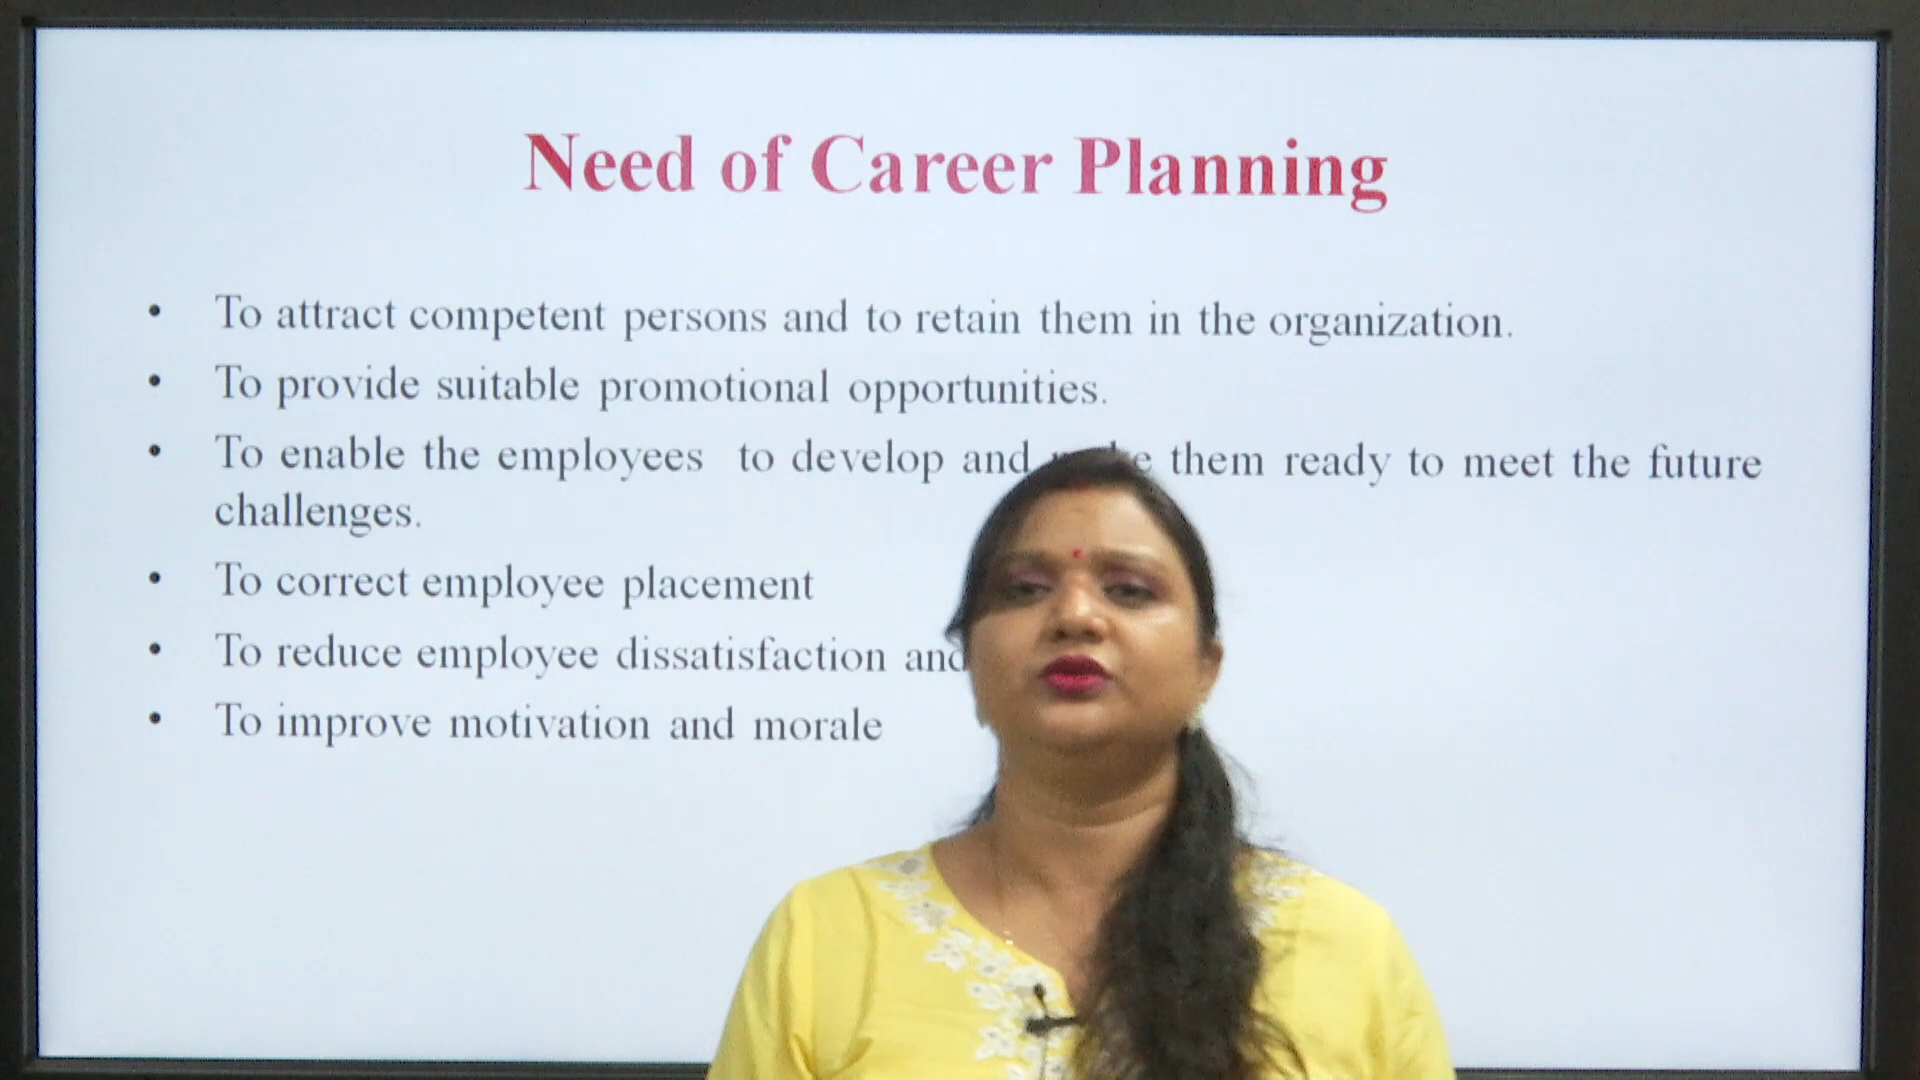 Need of Career Planning
• To attract competent persons and to retain them in the organization.
• To provide suitable promotional opportunities.
• To enable the employees to develop and them ready to meet the future
challenges.
• To correct employee placement
• To reduce employee dissatisfaction and
• To improve motivation and morale